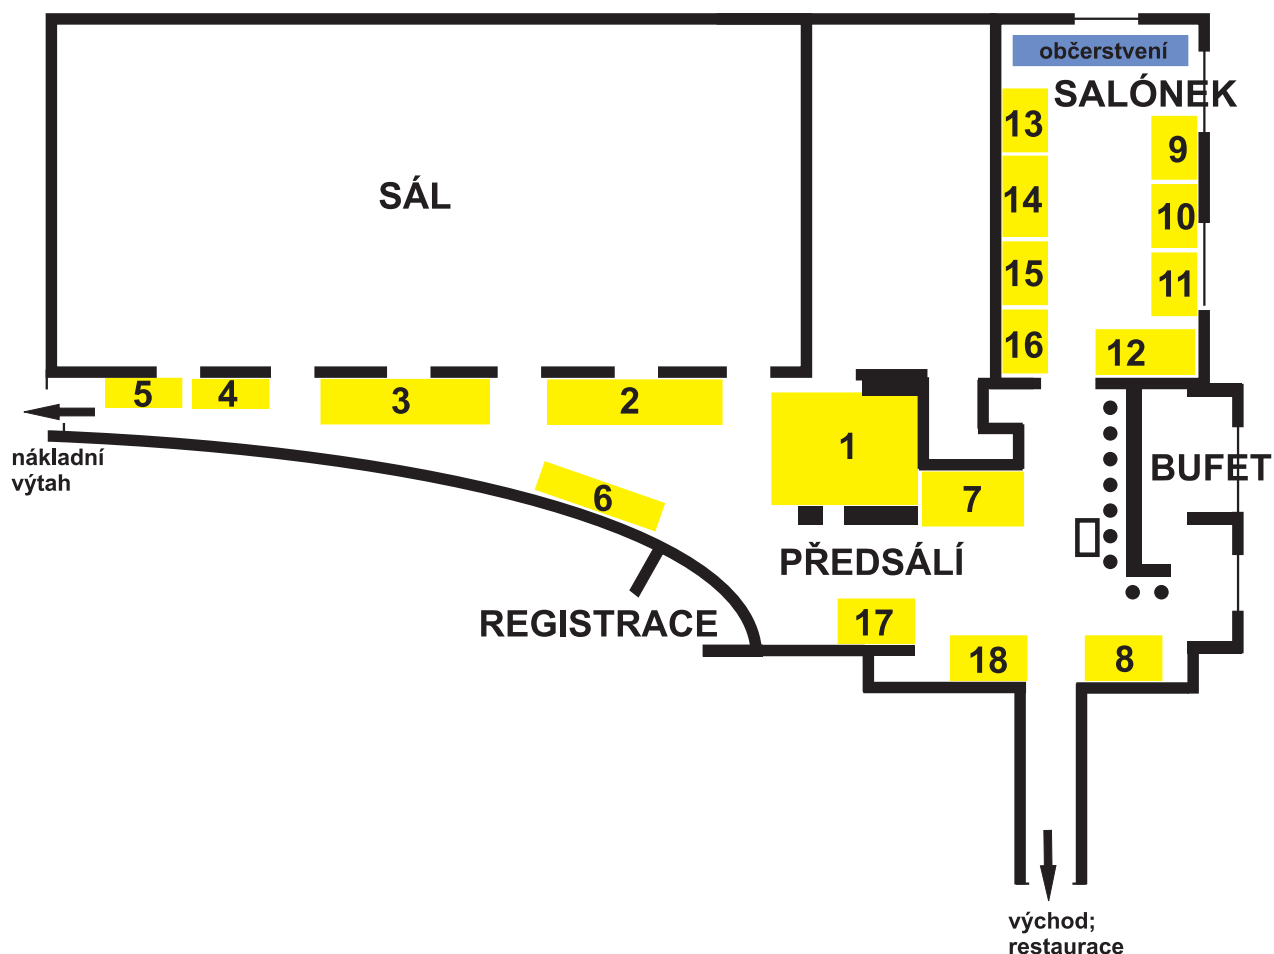 občerstvení
SALÓNEK
13
9
14
10
15
11
16
12
SÁL
5
4
3
2
1
nákladní
výtah
6
7
BUFET
PŘEDSÁLÍ
REGISTRACE
17
18
8
východ;
restaurace